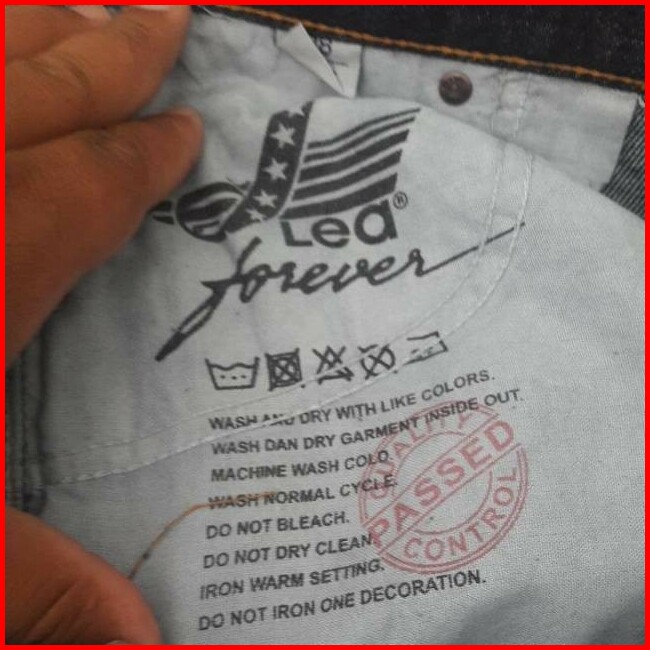 Lea®
forever
WASH AND DRY WITH LIKE COLORS.
WASH DAN DRY GARMENT INSIDE OUT.
MACHINE WASH COLD.
WASH NORMAL CYCLE.
DO NOT BLEACH.
DO NOT DRY CLEAN.
IRON WARM SETTING.
DO NOT IRON ONE DECORATION.
QUALITY
PASSED
CONTROL